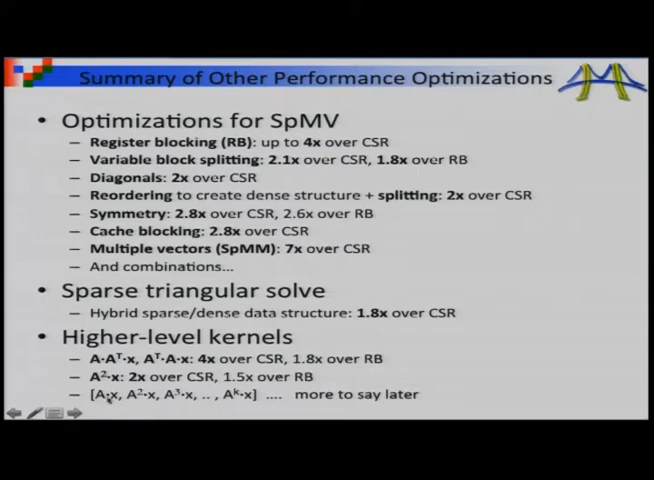 Summary of Other Performance Optimizations
• Optimizations for SpMV
– Register blocking (RB): up to 4x over CSR
– Variable block splitting: 2.1x over CSR, 1.8x over RB
– Diagonals: 2x over CSR
– Reordering to create dense structure + splitting: 2x over CSR
– Symmetry: 2.8x over CSR, 2.6x over RB
– Cache blocking: 2.8x over CSR
– Multiple vectors (SpMM): 7x over CSR
– And combinations...
• Sparse triangular solve
– Hybrid sparse/dense data structure: 1.8x over CSR
• Higher-level kernels
– A·Aᵀ·x, Aᵀ·A·x: 4x over CSR, 1.8x over RB
– A²·x: 2x over CSR, 1.5x over RB
– [A·x, A²·x, A³·x, .. , Aᵏ·x] .... more to say later